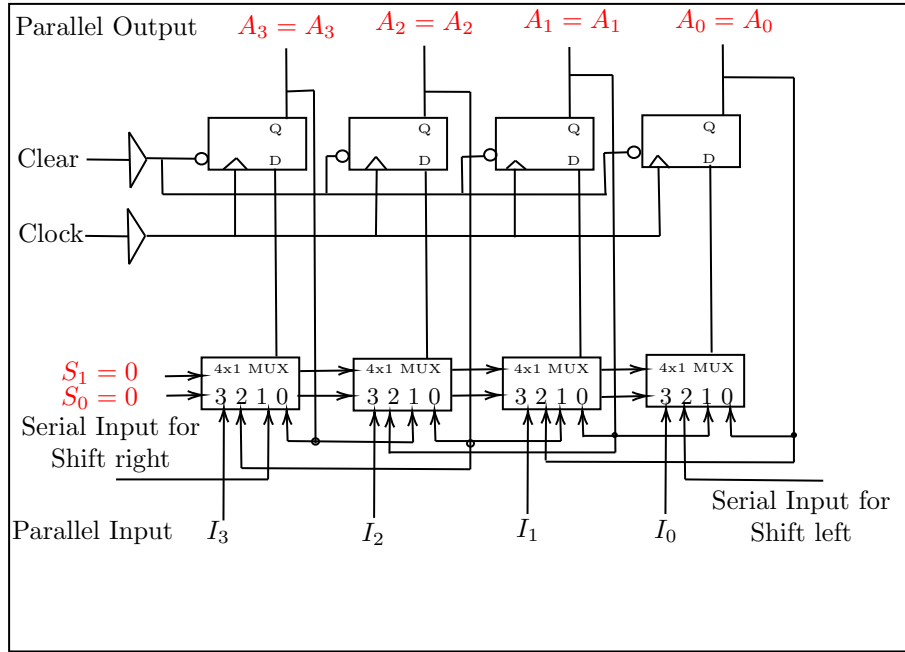 Parallel Output
A₃ = A₃ A₂ = A₂ A₁ = A₁ A₀ = A₀
Q Q Q Q
Clear
D D D D
Clock
4x1 MUX 4x1 MUX 4x1 MUX 4x1 MUX
S₁ = 0
S₀ = 0
3 2 1 0 3 2 1 0 3 2 1 0 3 2 1 0
Serial Input for
Shift right
Parallel Input
I₃ I₂ I₁ I₀
Serial Input for
Shift left